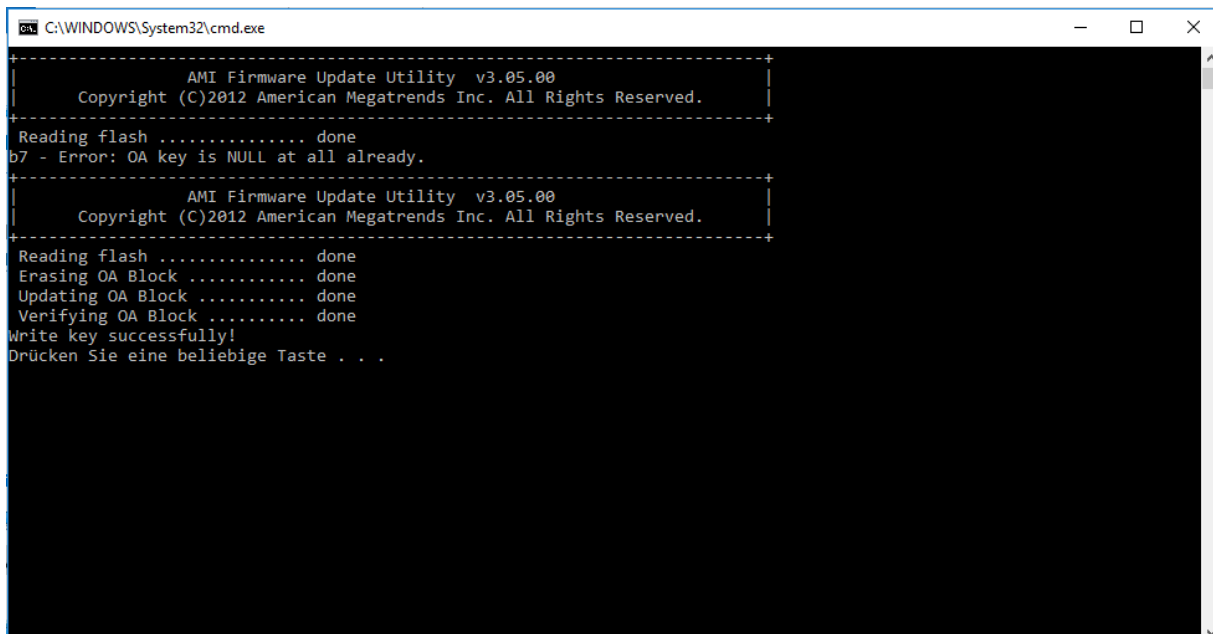 C:\WINDOWS\System32\cmd.exe
+---------------------------------------------------------------------------+
|                 AMI Firmware Update Utility  v3.05.00                     |
|      Copyright (C)2012 American Megatrends Inc. All Rights Reserved.      |
+---------------------------------------------------------------------------+
 Reading flash ............... done
b7 - Error: OA key is NULL at all already.
+---------------------------------------------------------------------------+
|                 AMI Firmware Update Utility  v3.05.00                     |
|      Copyright (C)2012 American Megatrends Inc. All Rights Reserved.      |
+---------------------------------------------------------------------------+
 Reading flash ............... done
 Erasing OA Block ............ done
 Updating OA Block ........... done
 Verifying OA Block .......... done
Write key successfully!
Drücken Sie eine beliebige Taste . . .